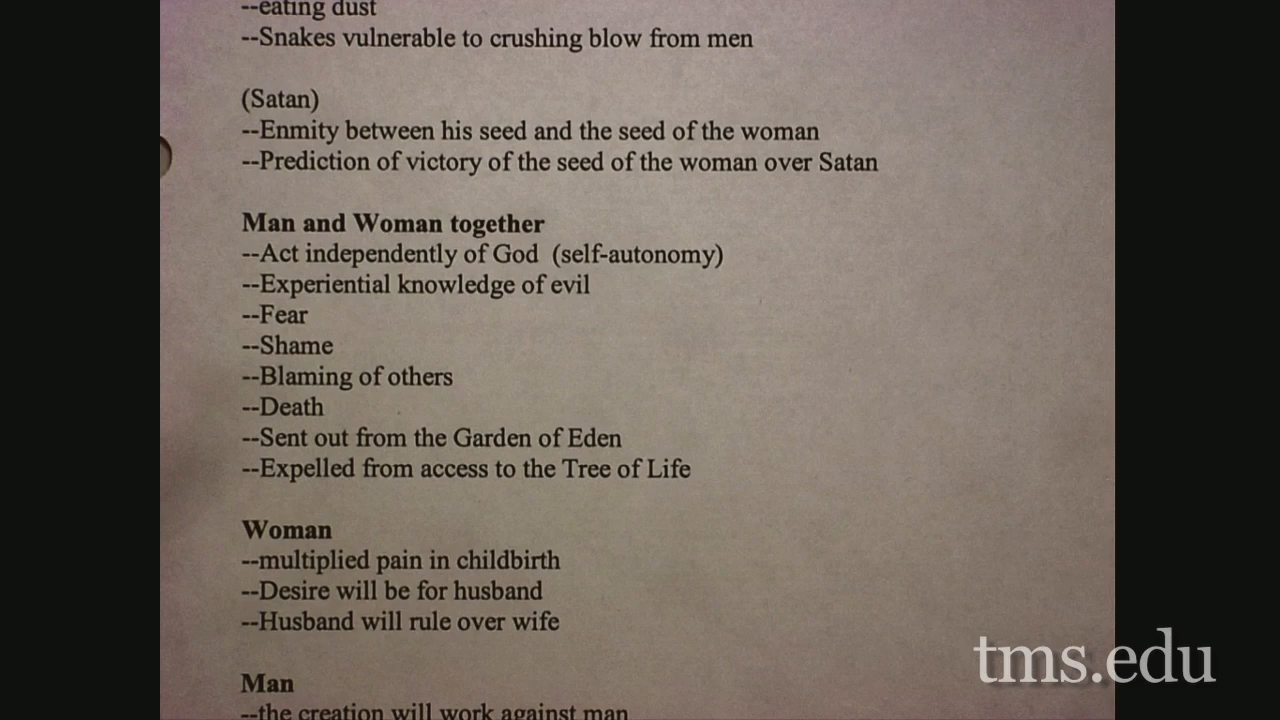 --eating dust
--Snakes vulnerable to crushing blow from men
(Satan)
--Enmity between his seed and the seed of the woman
--Prediction of victory of the seed of the woman over Satan
Man and Woman together
--Act independently of God  (self-autonomy)
--Experiential knowledge of evil
--Fear
--Shame
--Blaming of others
--Death
--Sent out from the Garden of Eden
--Expelled from access to the Tree of Life
Woman
--multiplied pain in childbirth
--Desire will be for husband
--Husband will rule over wife
Man
--the creation will work against man
tms.edu